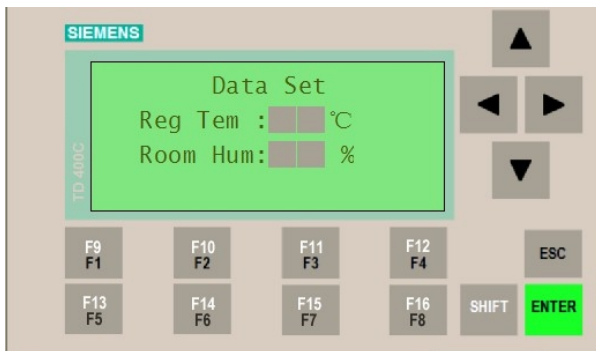 SIEMENS
TD 400C
Data Set
Reg Tem : ℃
Room Hum: %
F9 F10 F11 F12
F1 F2 F3 F4
ESC
F13 F14 F15 F16
F5 F6 F7 F8
SHIFT ENTER